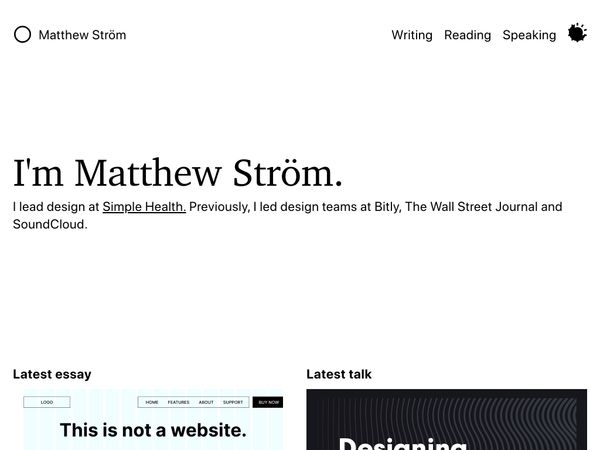 Matthew Ström
Writing Reading Speaking
I'm Matthew Ström.
I lead design at Simple Health. Previously, I led design teams at Bitly, The Wall Street Journal and
SoundCloud.
Latest essay
LOGO
HOME FEATURES ABOUT SUPPORT BUY NOW
This is not a website.
Latest talk
Designing